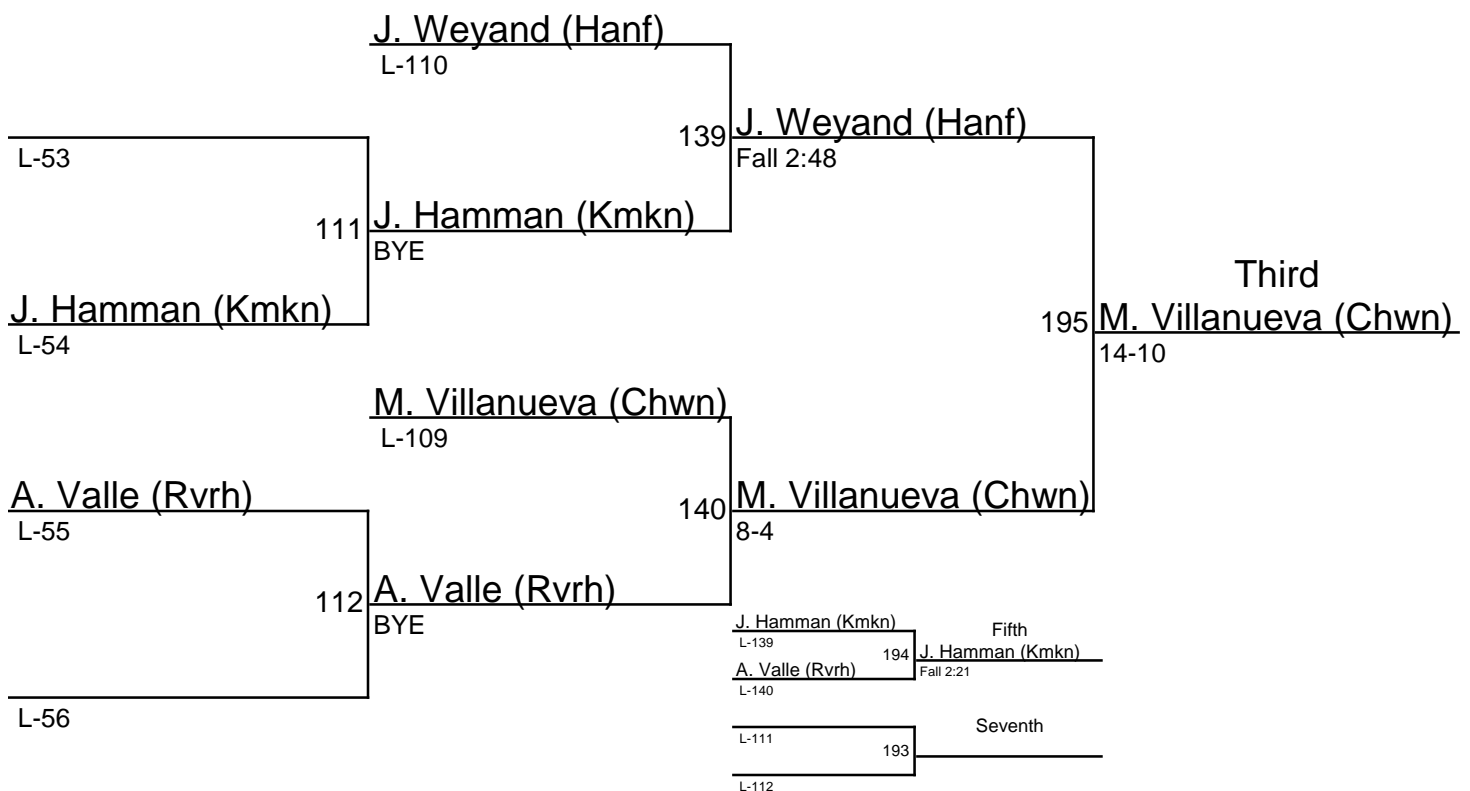 J. Weyand (Hanf)
L-110
139
J. Weyand (Hanf)
Fall 2:48
L-53
111
J. Hamman (Kmkn)
BYE
J. Hamman (Kmkn)
L-54
Third
195
M. Villanueva (Chwn)
14-10
M. Villanueva (Chwn)
L-109
A. Valle (Rvrh)
L-55
140
M. Villanueva (Chwn)
8-4
112
A. Valle (Rvrh)
BYE
L-56
J. Hamman (Kmkn)
L-139
194
Fifth
J. Hamman (Kmkn)
Fall 2:21
A. Valle (Rvrh)
L-140
L-111
193
Seventh
L-112